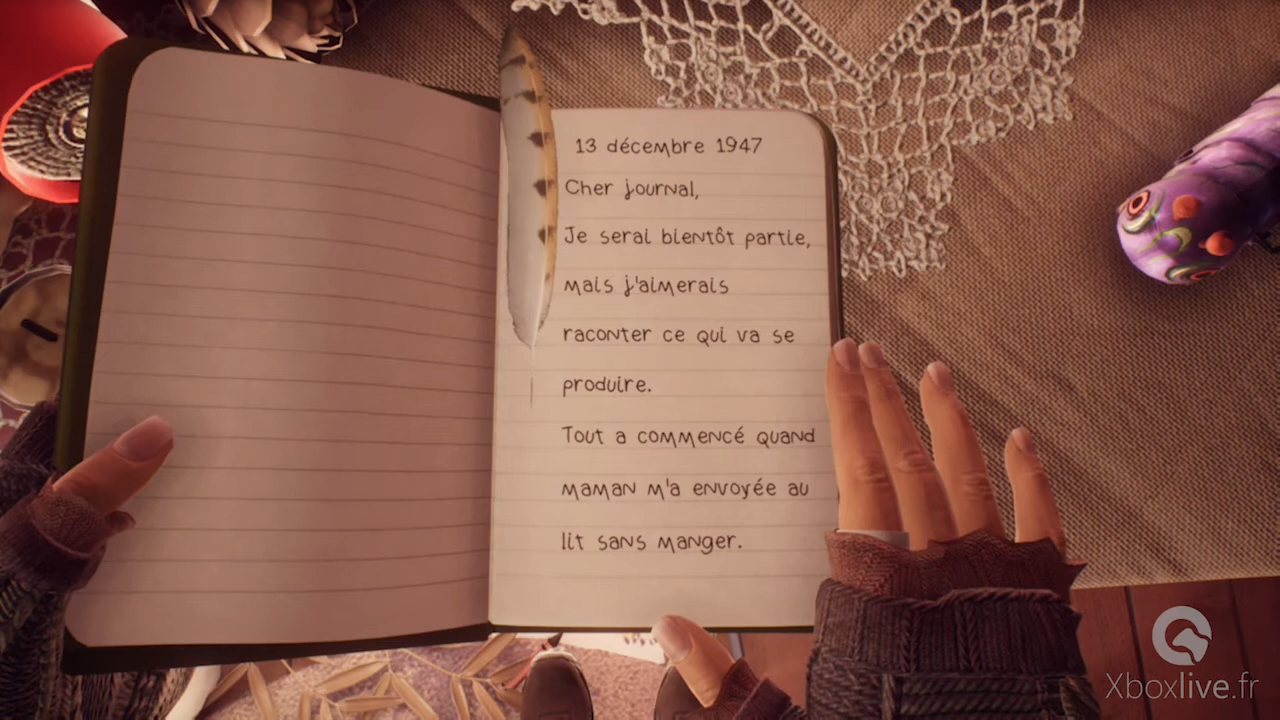 13 décembre 1947
Cher journal,
Je serai bientôt partie,
mais j'aimerais
raconter ce qui va se
produire.
Tout a commencé quand
maman m'a envoyée au
lit sans manger.
Xboxlive.fr